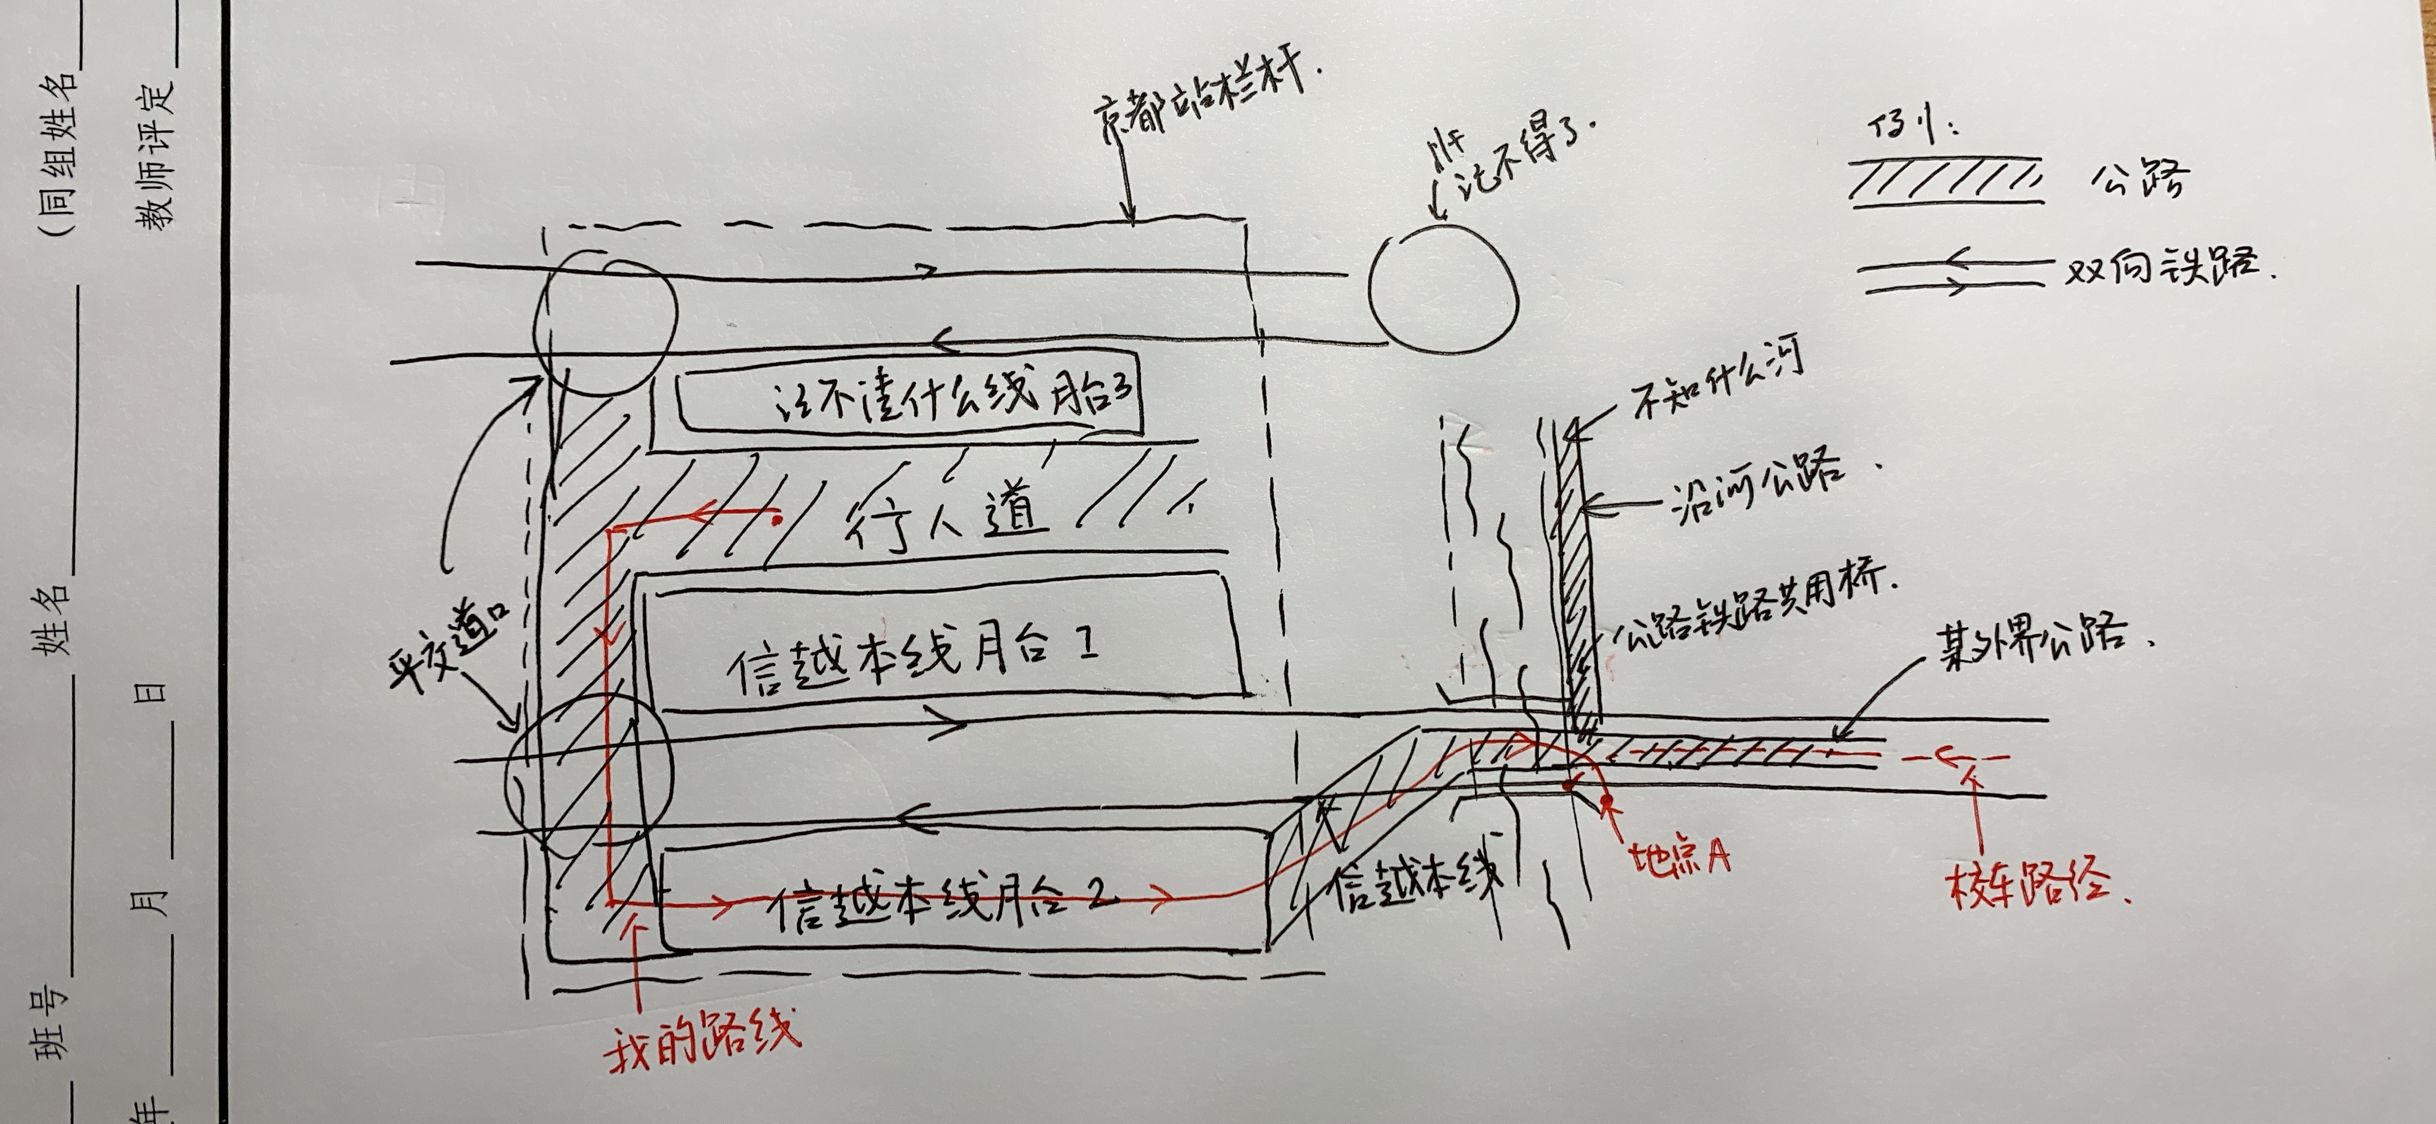 (同组姓名
教师评定
姓名
班号
年 月 日
京都站栏杆.
记不得了.
例:
公路
双向铁路.
记不清什么线月台3
不知什么河
沿河公路.
行人道
公路铁路共用桥.
某外界公路.
平交道口
信越本线月台1
信越本线月台2
信越本线
地点A
校车路径.
我的路线